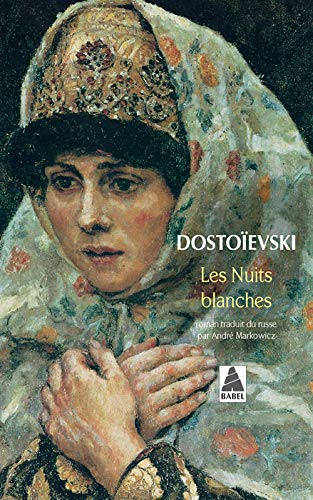 DOSTOÏEVSKI
Les Nuits
blanches
roman traduit du russe
par André Markowicz
BABEL